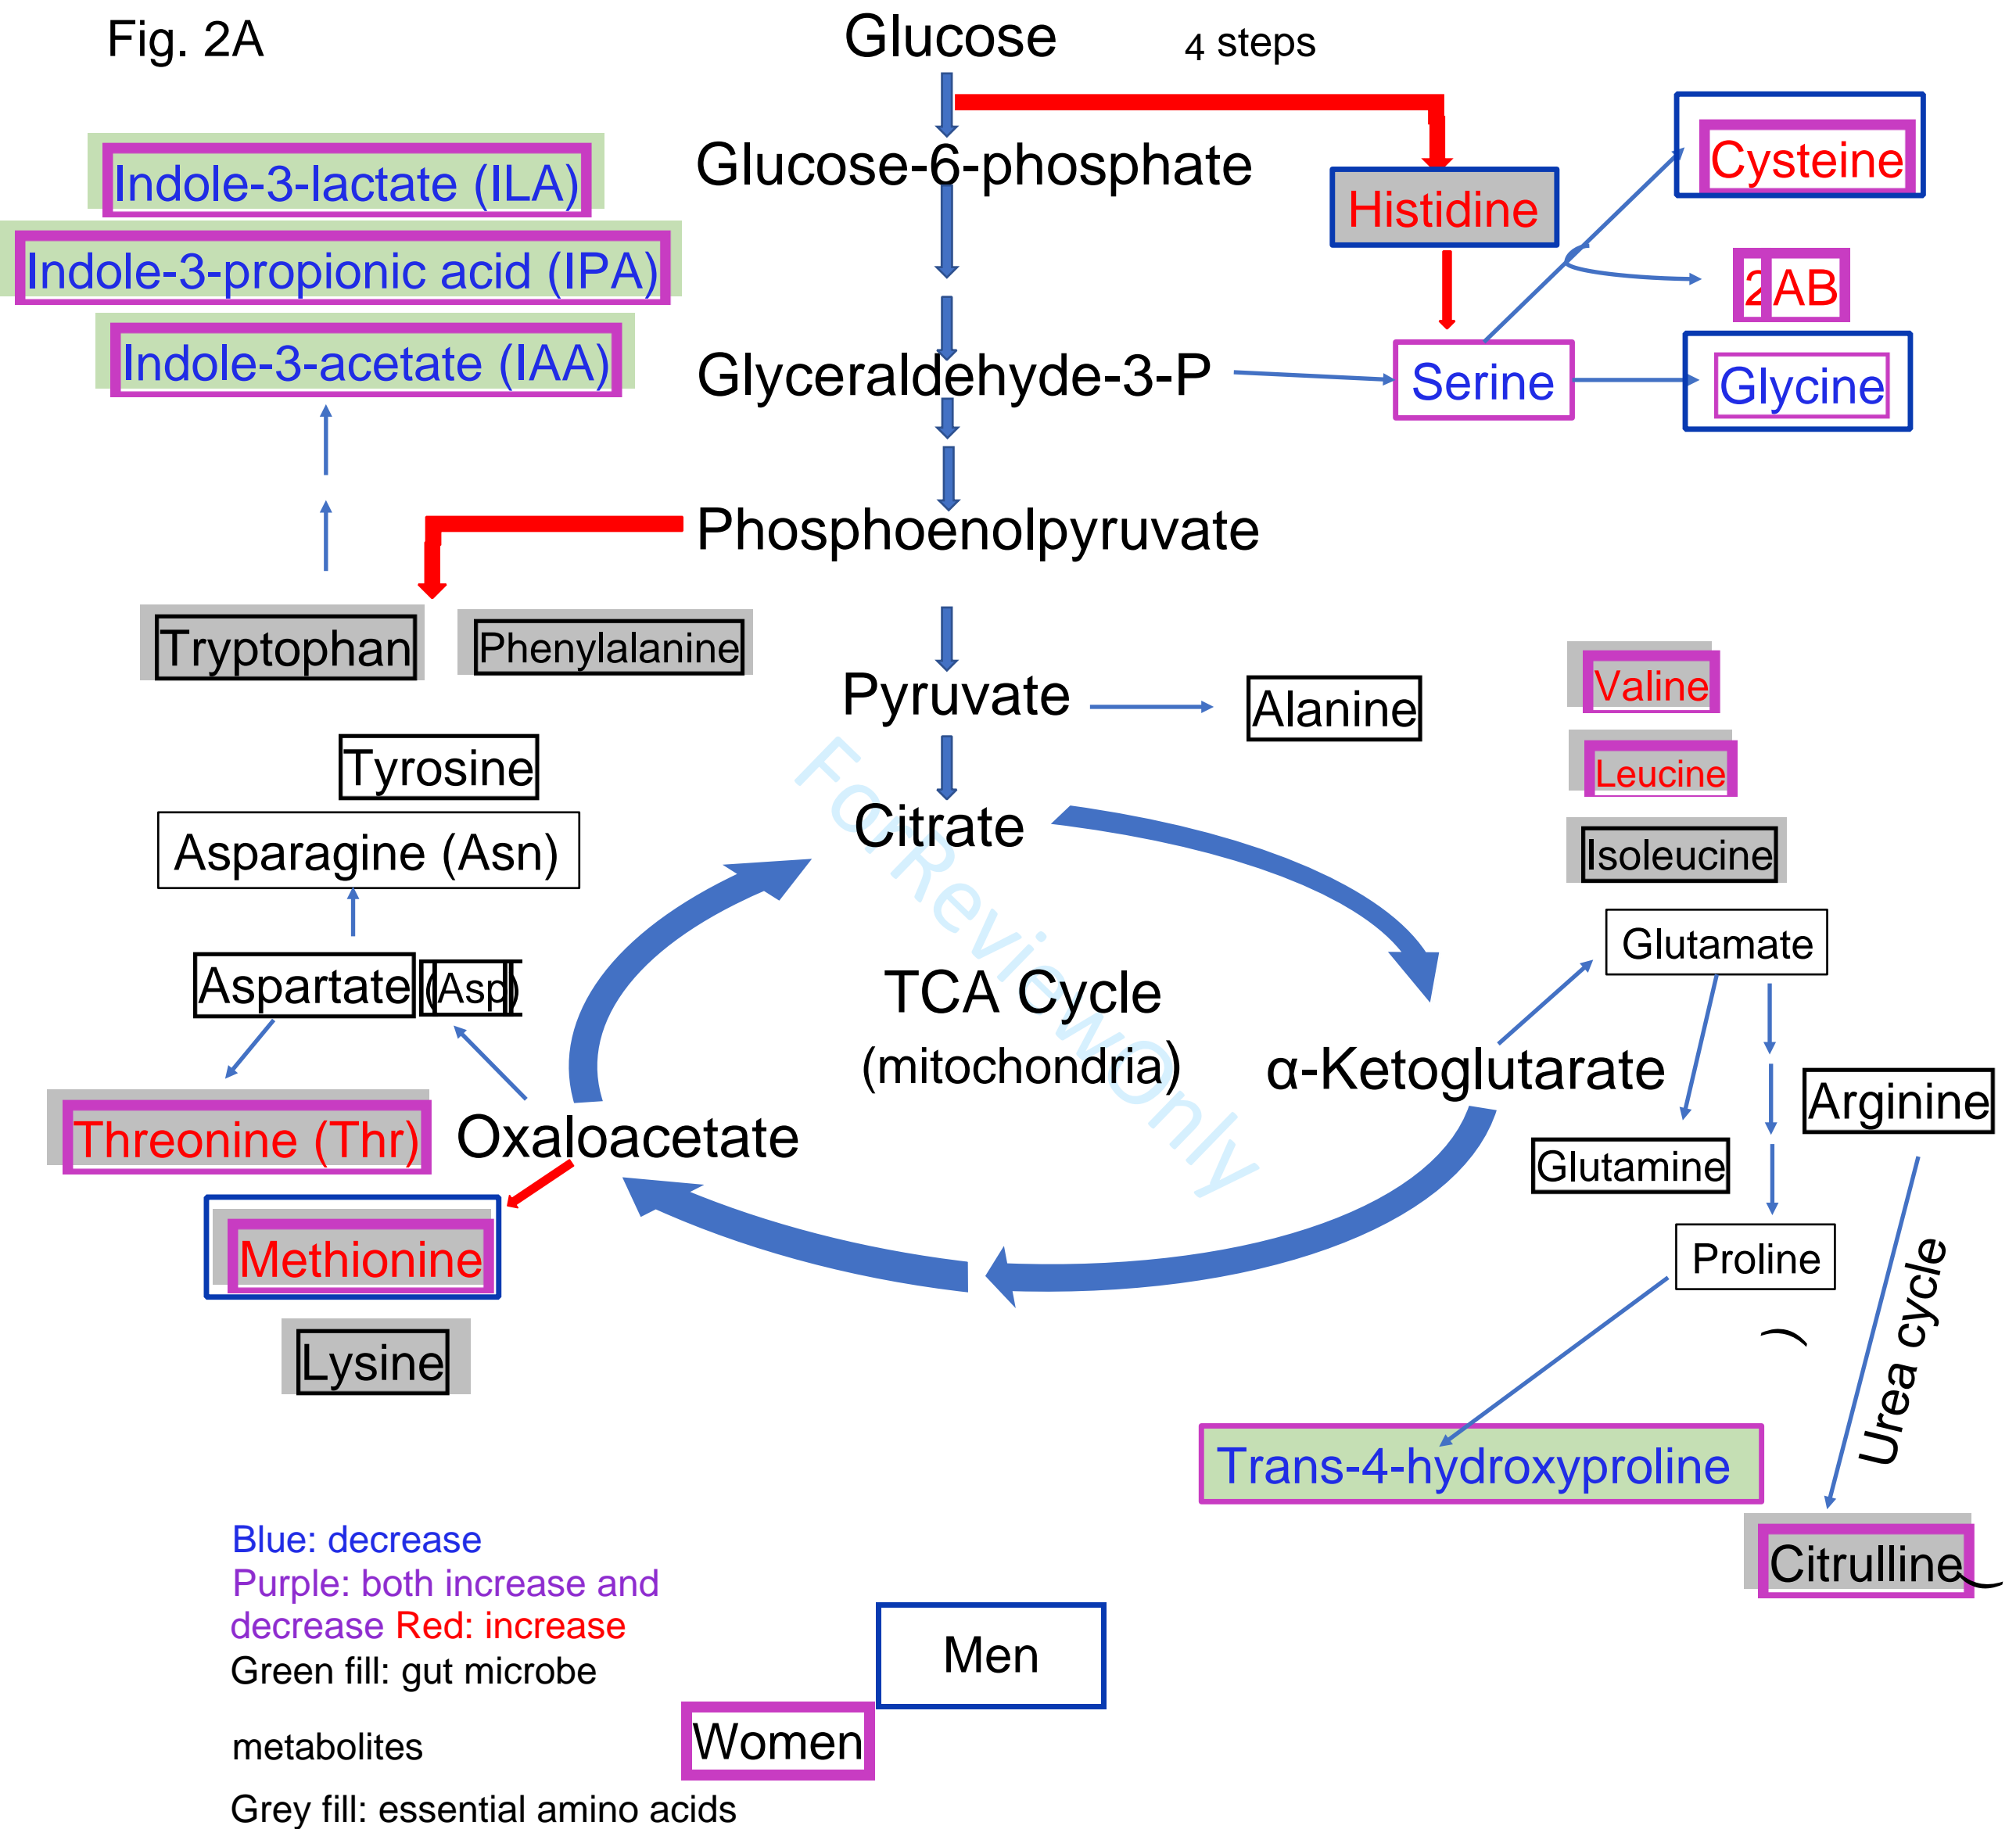 Fig. 2A
Glucose
4 steps
Indole-3-lactate (ILA)
Indole-3-propionic acid (IPA)
Indole-3-acetate (IAA)
Glucose-6-phosphate
Histidine
Cysteine
2AB
Glyceraldehyde-3-P
Serine
Glycine
Phosphoenolpyruvate
Tryptophan
Phenylalanine
Tyrosine
Pyruvate
Alanine
Valine
Leucine
Isoleucine
Citrate
Asparagine (Asn)
Aspartate (Asp)
Glutamate
TCA Cycle
(mitochondria)
α-Ketoglutarate
Arginine
Threonine (Thr)
Oxaloacetate
Glutamine
Methionine
Proline
Lysine
)
Urea cycle
Trans-4-hydroxyproline
Citrulline
)
For Review Only
Blue: decrease
Purple: both increase and
decrease Red: increase
Green fill: gut microbe
metabolites
Grey fill: essential amino acids
Men
Women